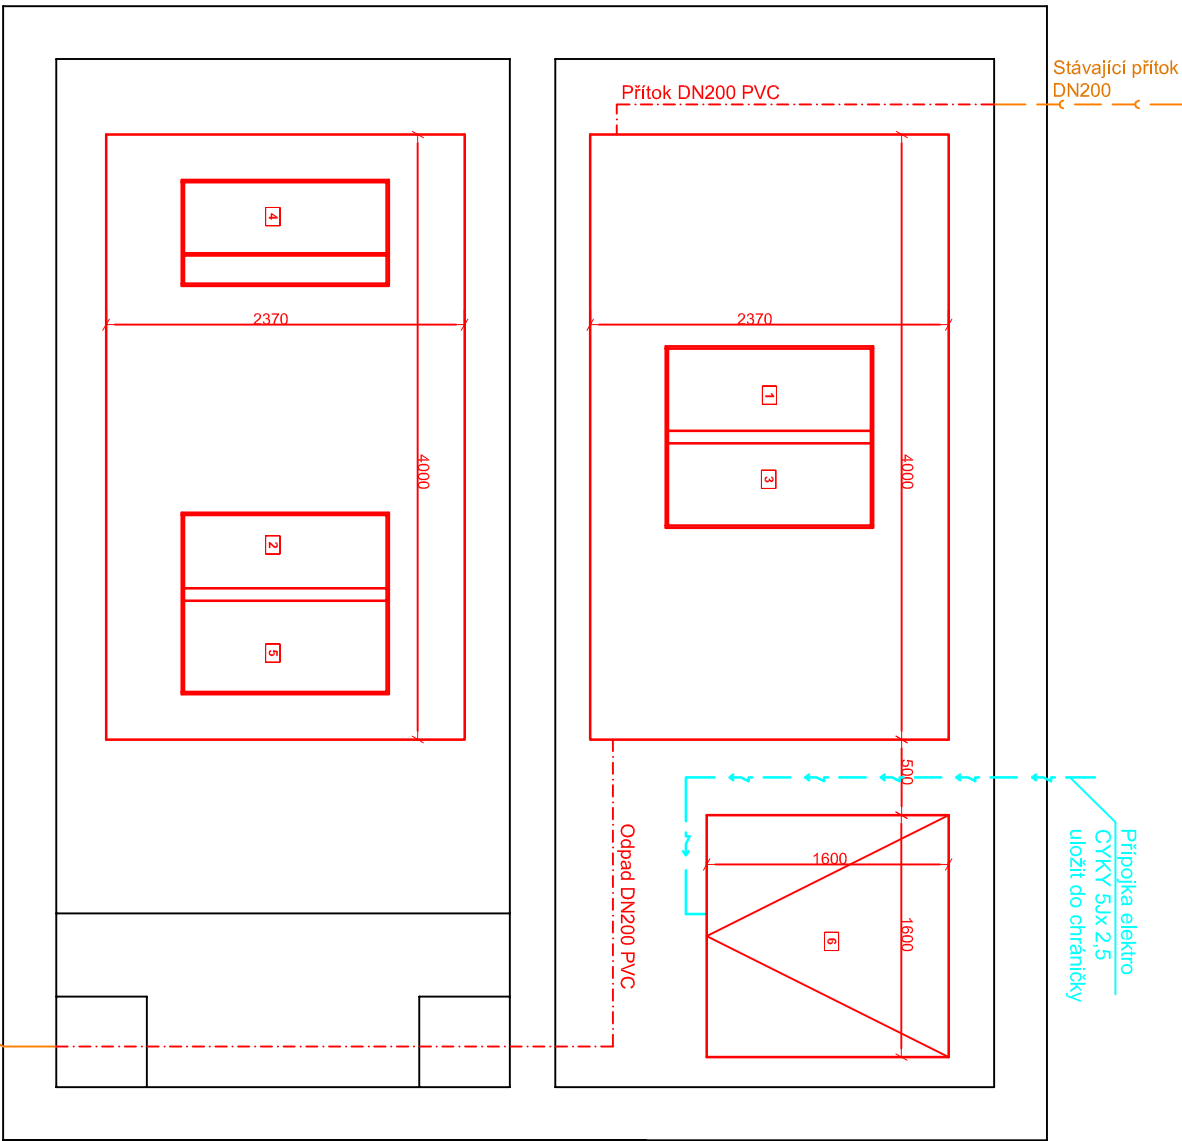 Stávající přítok
DN200
Přítok DN200 PVC
4
2370
2370
1
4000
4000
3
2
5
500
Odpad DN200 PVC
Přípojka elektro
CYKY 5Jx 2,5
uložit do chráničky
1600
1600
6